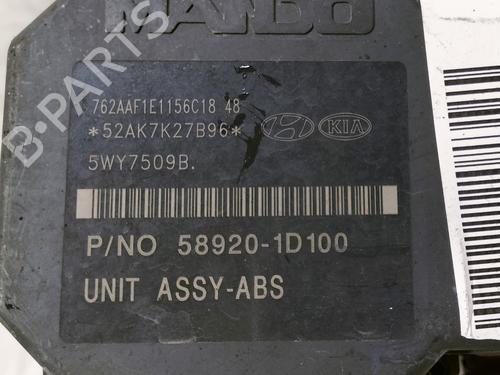 MANDO
B-PARTS
762AAF1E1156C18 48
*52AK7K27B96*
KIA
5WY7509B.
P/NO 58920-1D100
UNIT ASSY-ABS